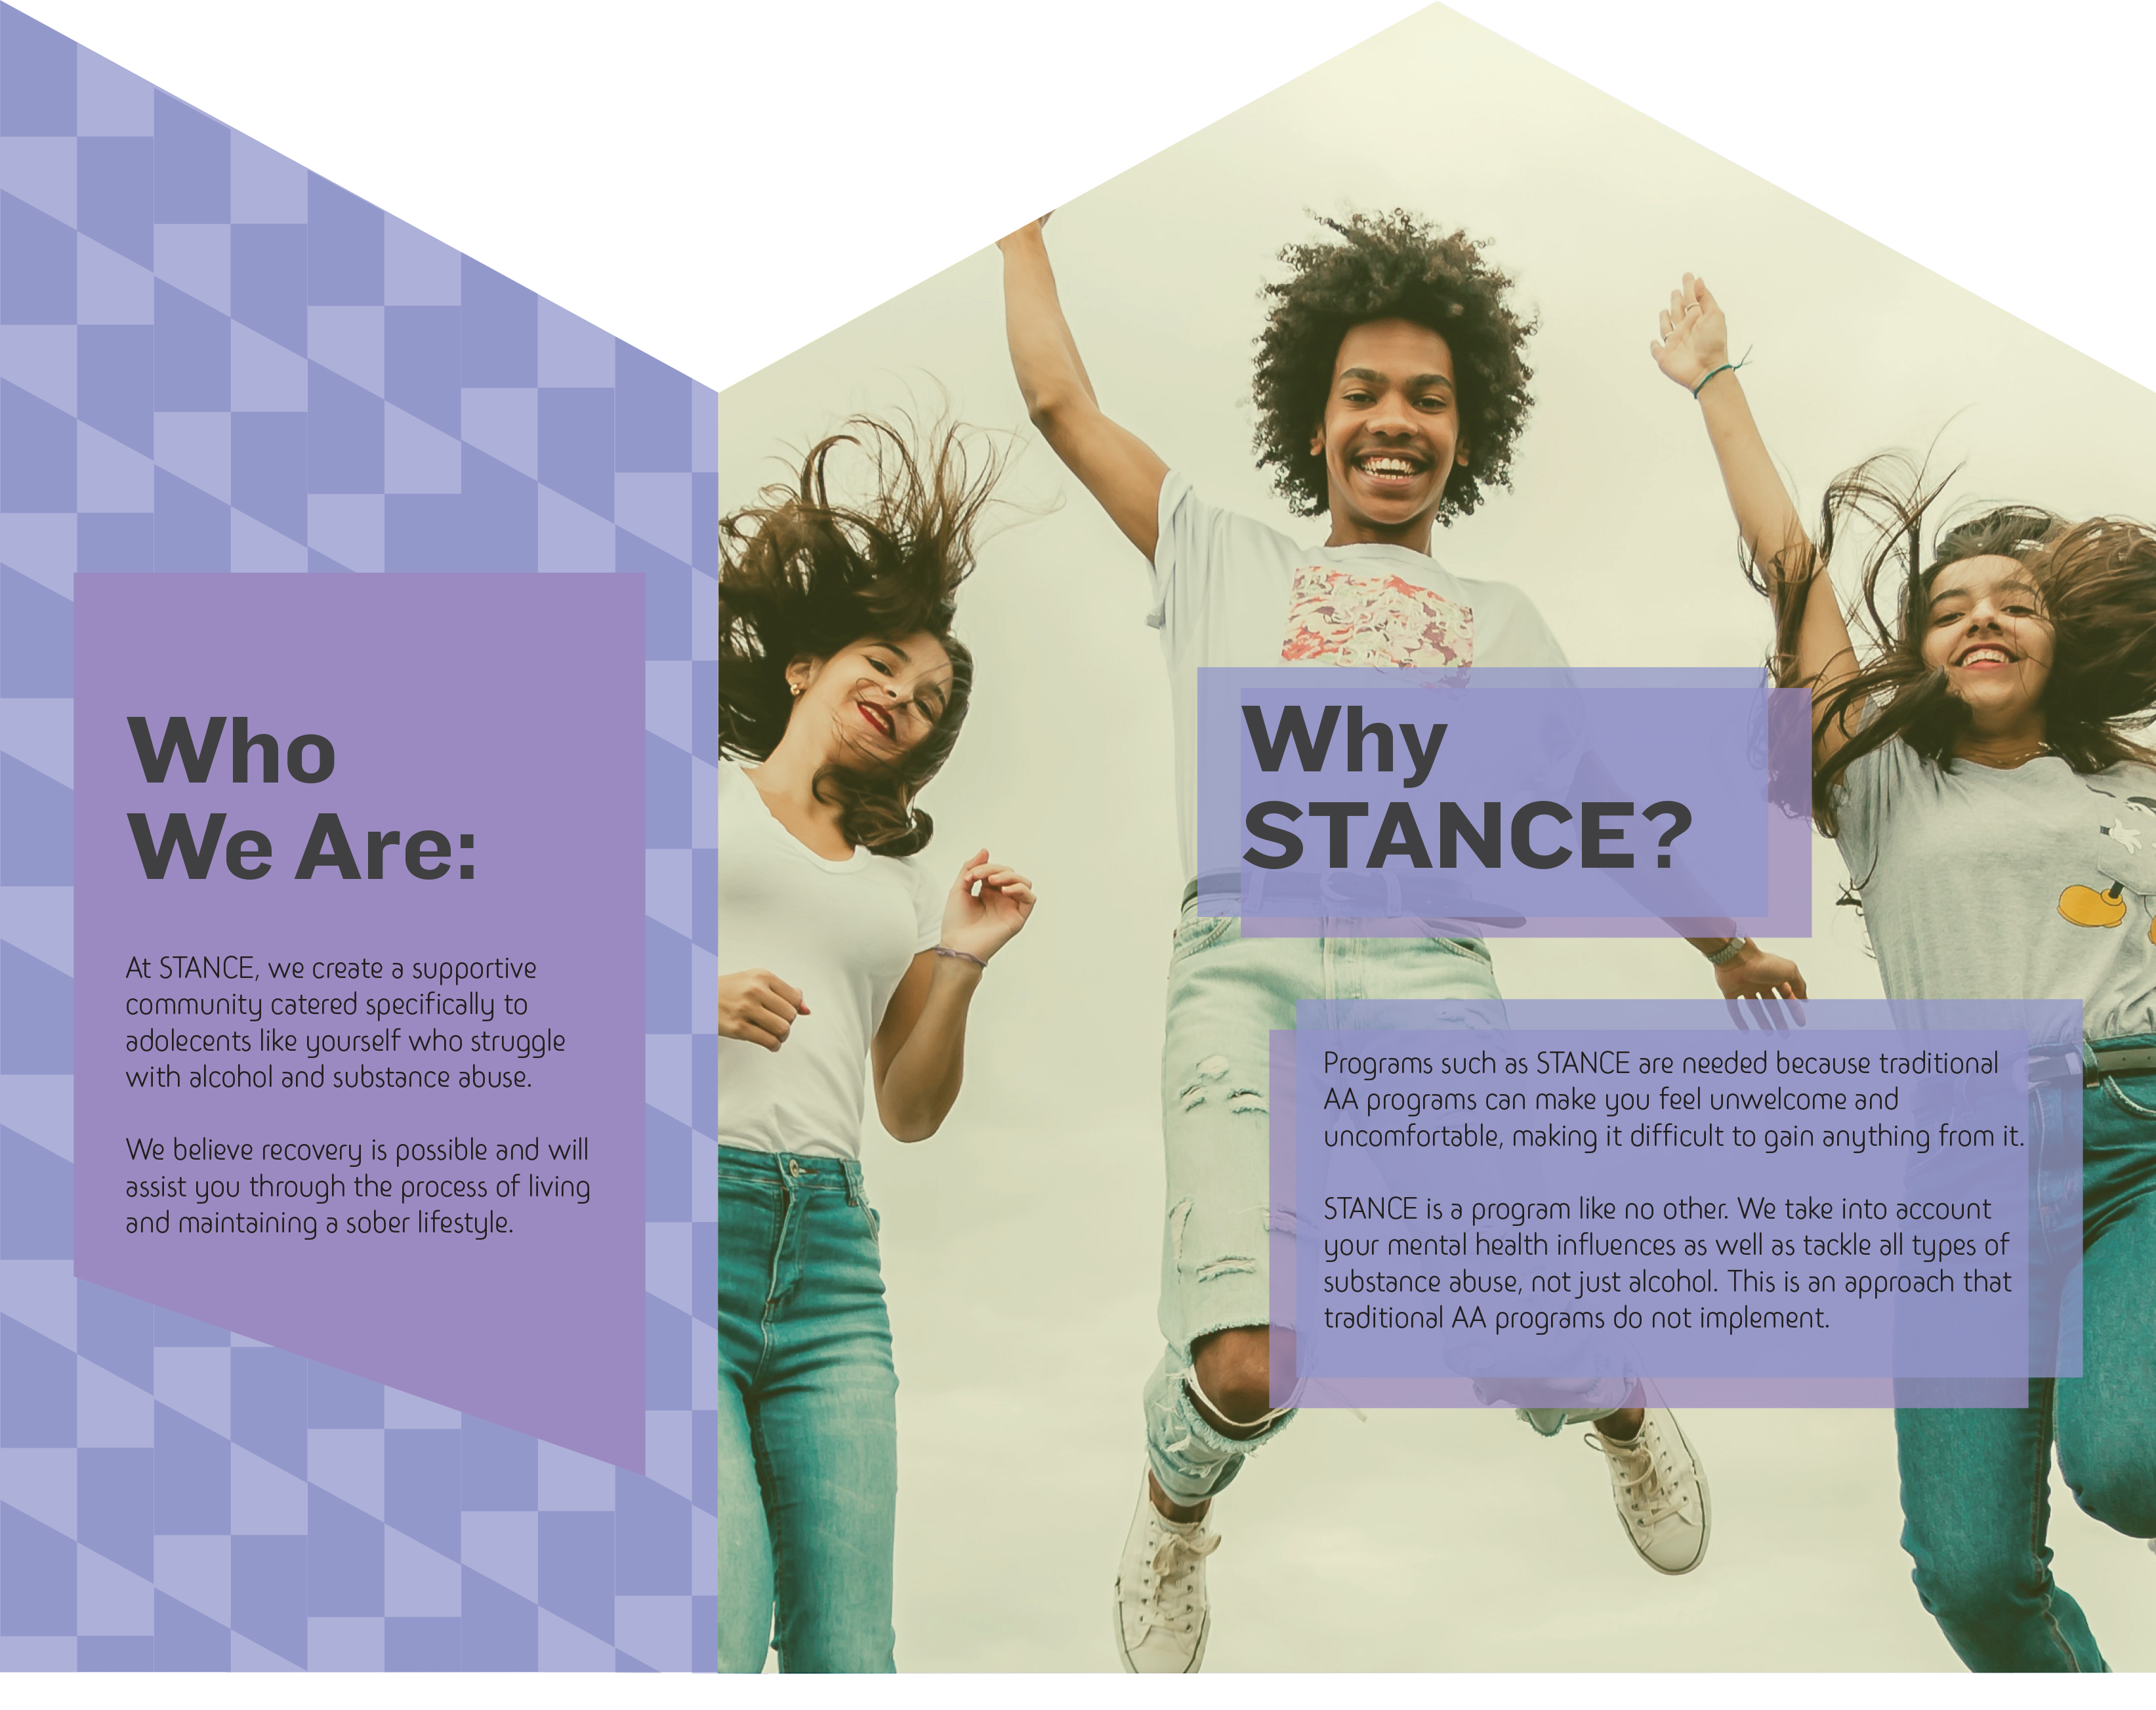 Who
We Are:
At STANCE, we create a supportive
community catered specifically to
adolecents like yourself who struggle
with alcohol and substance abuse.
We believe recovery is possible and will
assist you through the process of living
and maintaining a sober lifestyle.
Why
STANCE?
Programs such as STANCE are needed because traditional
AA programs can make you feel unwelcome and
uncomfortable, making it difficult to gain anything from it.
STANCE is a program like no other. We take into account
your mental health influences as well as tackle all types of
substance abuse, not just alcohol. This is an approach that
traditional AA programs do not implement.